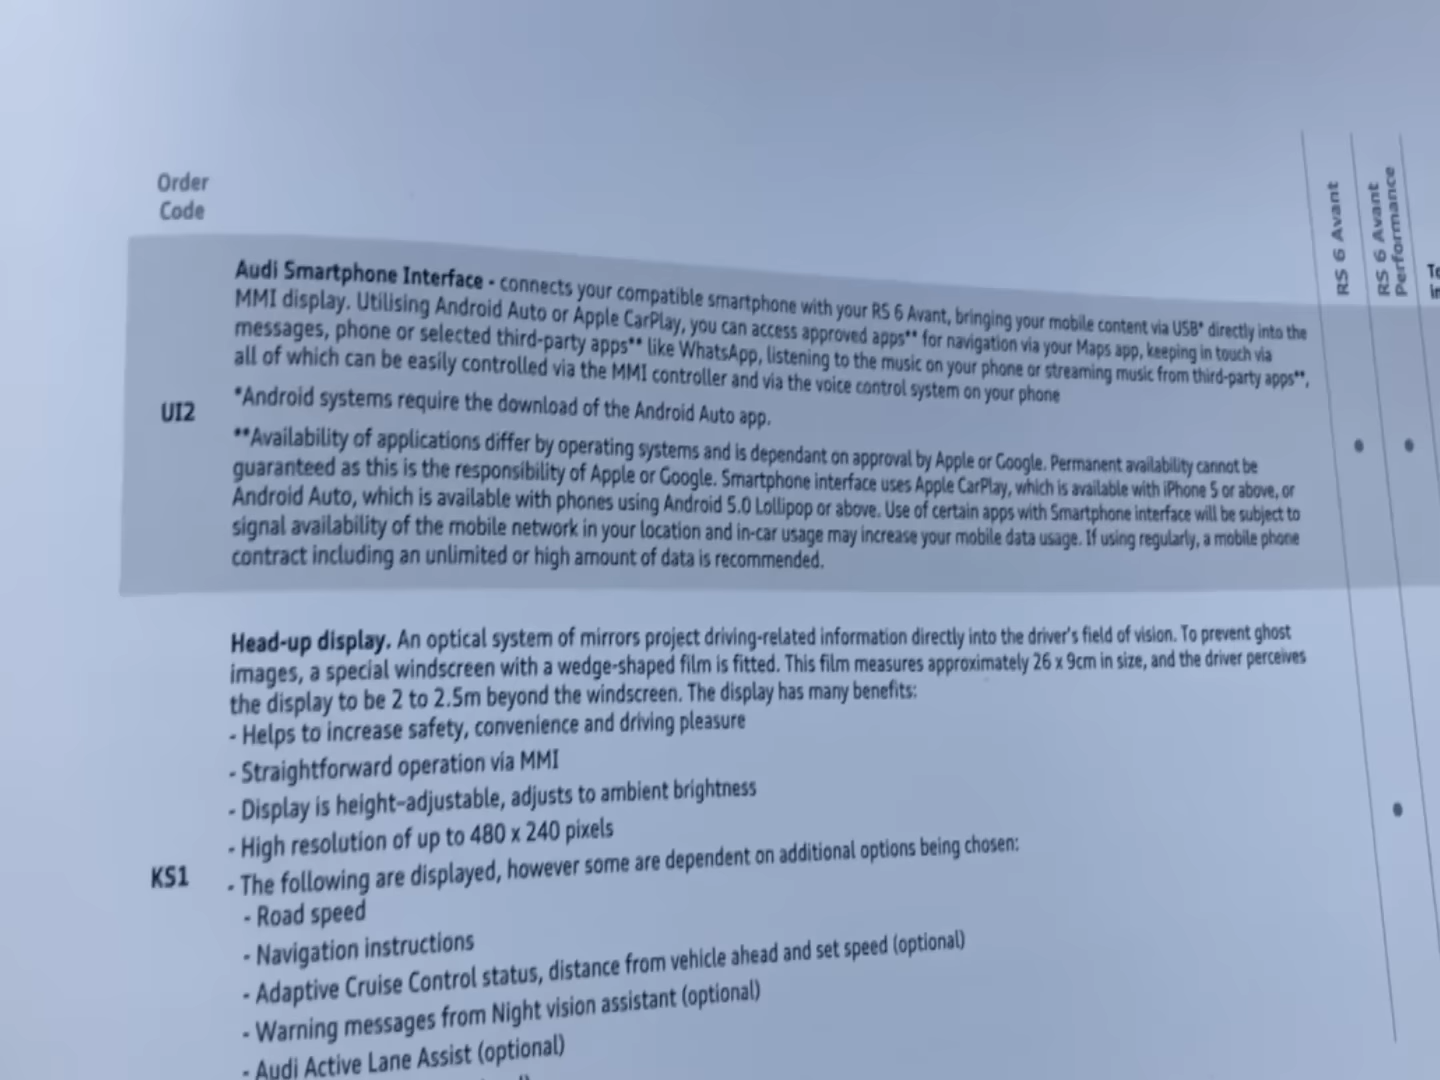 Order
Code
RS 6 Avant
RS 6 Avant
Performance
Audi Smartphone Interface - connects your compatible smartphone with your RS 6 Avant, bringing your mobile content via USB* directly into the
MMI display. Utilising Android Auto or Apple CarPlay, you can access approved apps** for navigation via your Maps app, keeping in touch via
messages, phone or selected third-party apps** like WhatsApp, listening to the music on your phone or streaming music from third-party apps**,
all of which can be easily controlled via the MMI controller and via the voice control system on your phone
*Android systems require the download of the Android Auto app.
UI2
**Availability of applications differ by operating systems and is dependant on approval by Apple or Google. Permanent availability cannot be
guaranteed as this is the responsibility of Apple or Google. Smartphone interface uses Apple CarPlay, which is available with iPhone 5 or above, or
Android Auto, which is available with phones using Android 5.0 Lollipop or above. Use of certain apps with Smartphone interface will be subject to
signal availability of the mobile network in your location and in-car usage may increase your mobile data usage. If using regularly, a mobile phone
contract including an unlimited or high amount of data is recommended.
Head-up display. An optical system of mirrors project driving-related information directly into the driver's field of vision. To prevent ghost
images, a special windscreen with a wedge-shaped film is fitted. This film measures approximately 26 x 9cm in size, and the driver perceives
the display to be 2 to 2.5m beyond the windscreen. The display has many benefits:
- Helps to increase safety, convenience and driving pleasure
- Straightforward operation via MMI
- Display is height-adjustable, adjusts to ambient brightness
- High resolution of up to 480 x 240 pixels
KS1
- The following are displayed, however some are dependent on additional options being chosen:
- Road speed
- Navigation instructions
- Adaptive Cruise Control status, distance from vehicle ahead and set speed (optional)
- Warning messages from Night vision assistant (optional)
- Audi Active Lane Assist (optional)